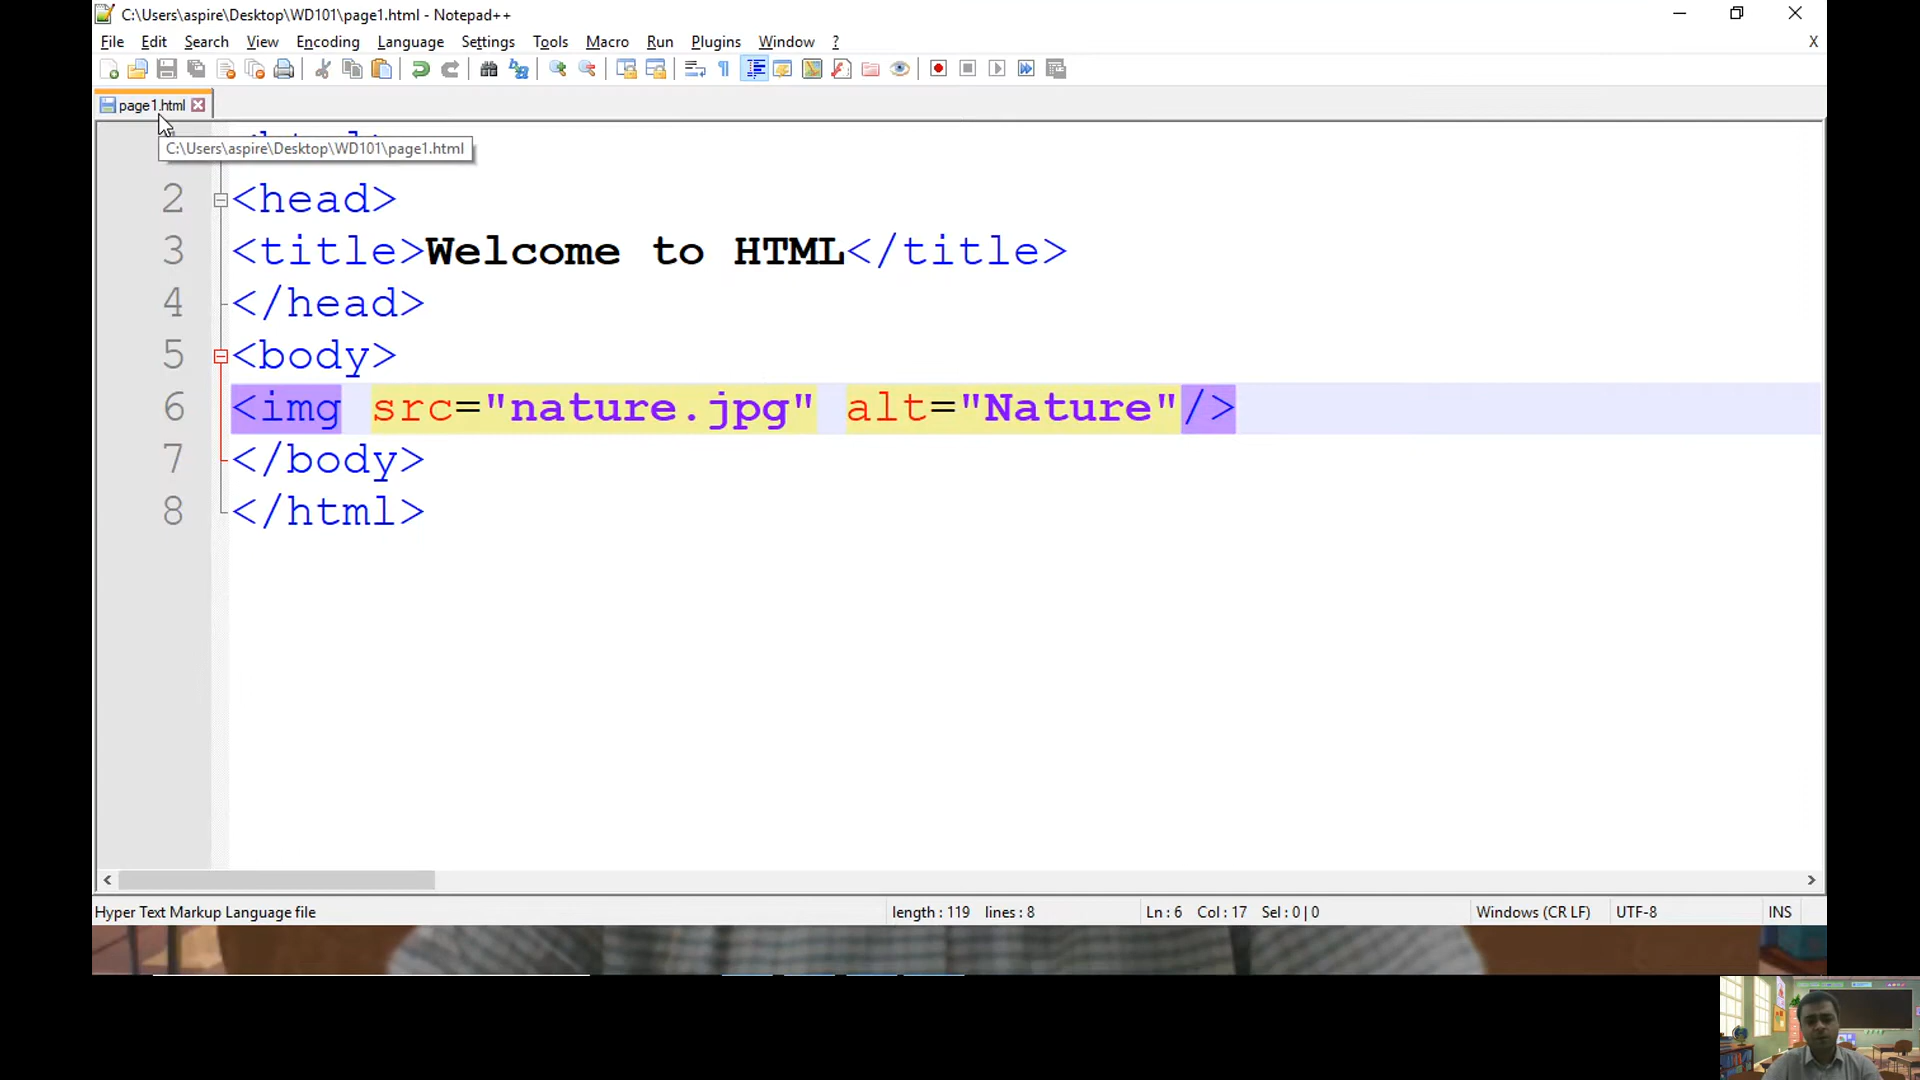 C:\Users\aspire\Desktop\WD101\page1.html - Notepad++
File Edit Search View Encoding Language Settings Tools Macro Run Plugins Window ? X
page1.html
C:\Users\aspire\Desktop\WD101\page1.html
2 <head>
3 <title>Welcome to HTML</title>
4 </head>
5 <body>
6 <img src="nature.jpg" alt="Nature"/>
7 </body>
8 </html>
Hyper Text Markup Language file length : 119 lines : 8 Ln : 6 Col : 17 Sel : 0 | 0 Windows (CR LF) UTF-8 INS